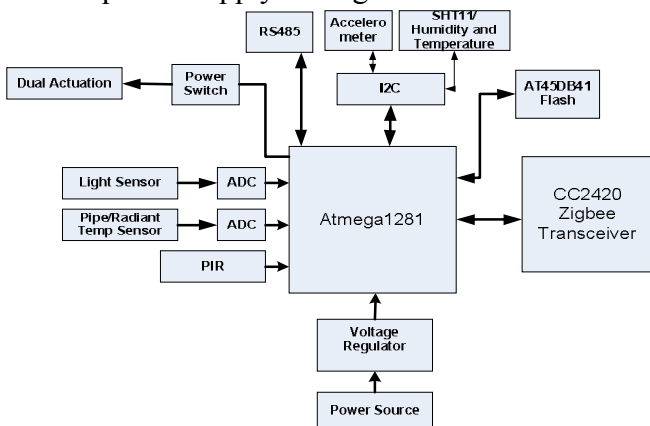 RS485
Accelero
meter
SHT11/
Humidity and
Temperature
Dual Actuation
Power
Switch
I2C
AT45DB41
Flash
Light Sensor
ADC
Atmega1281
CC2420
Zigbee
Transceiver
Pipe/Radiant
Temp Sensor
ADC
PIR
Voltage
Regulator
Power Source